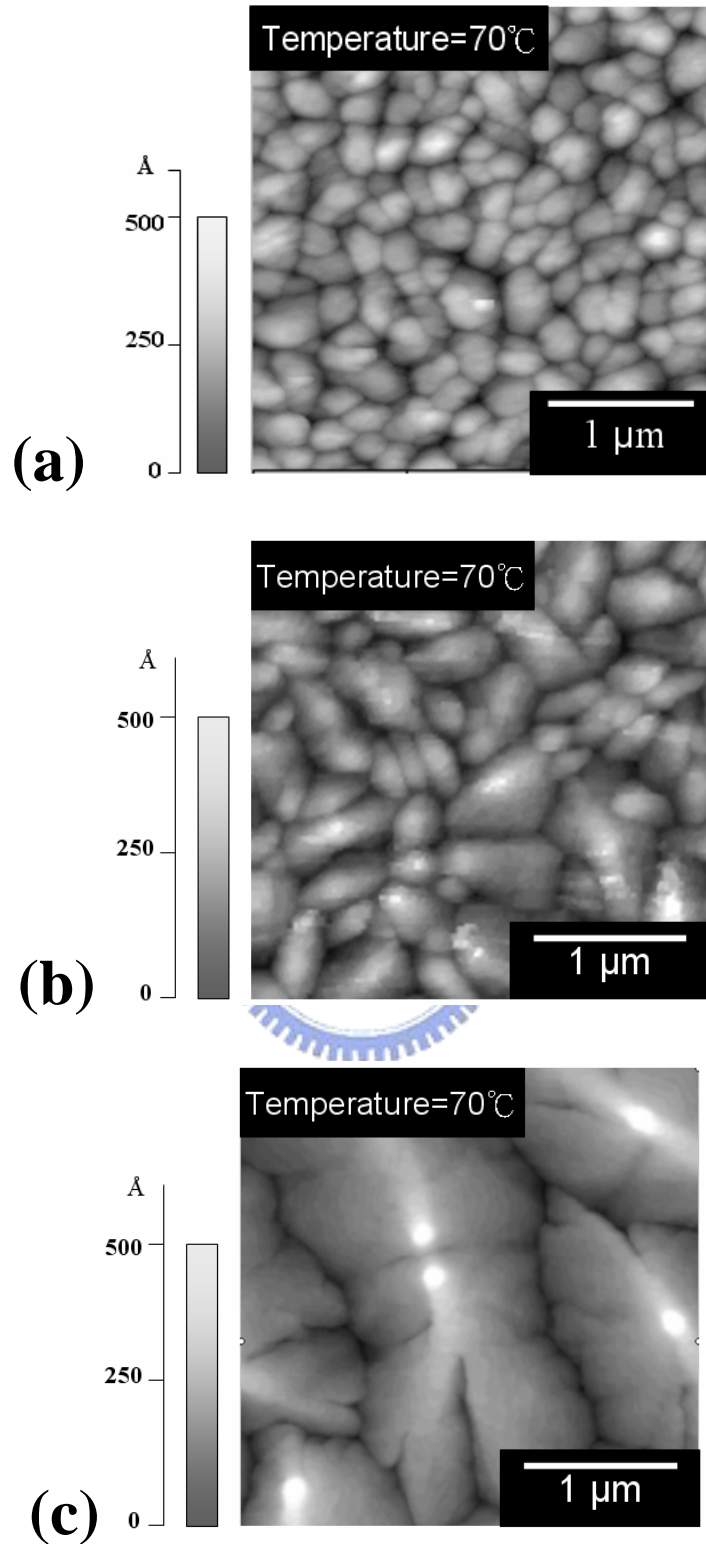 Temperature=70℃
Å
500
250
0
(a)
1 µm
Temperature=70℃
Å
500
250
0
(b)
1 µm
Temperature=70℃
Å
500
250
0
(c)
1 µm